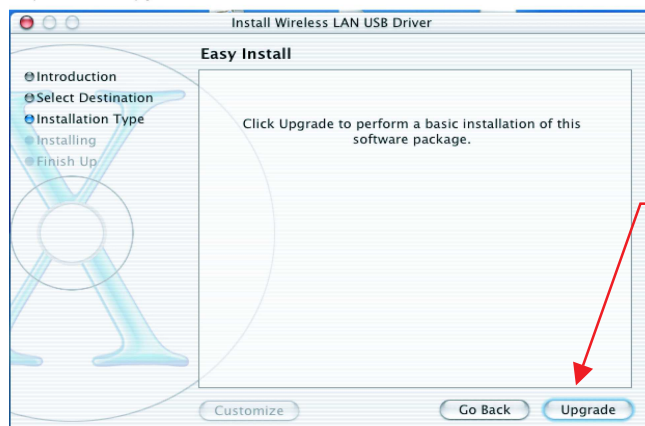 Install Wireless LAN USB Driver
Easy Install
Introduction
Select Destination
Installation Type
Installing
Finish Up
Click Upgrade to perform a basic installation of this
software package.
Customize
Go Back
Upgrade